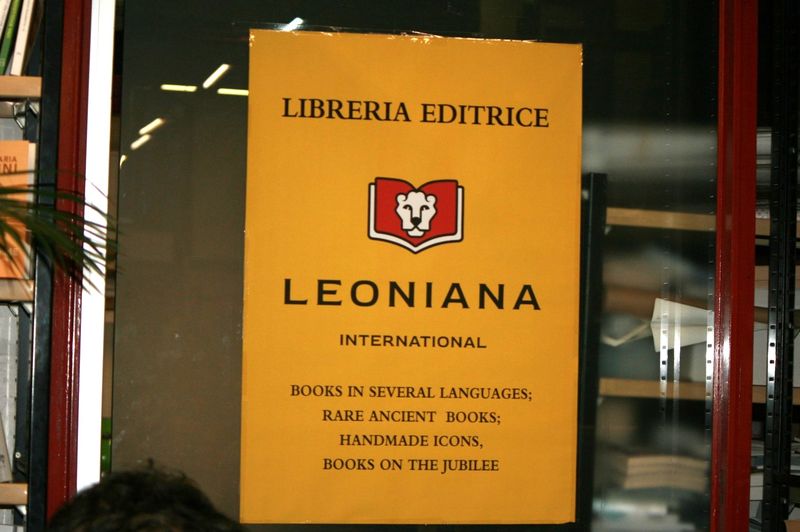 LIBRERIA EDITRICE
LEONIANA
INTERNATIONAL
BOOKS IN SEVERAL LANGUAGES;
RARE ANCIENT BOOKS;
HANDMADE ICONS,
BOOKS ON THE JUBILEE